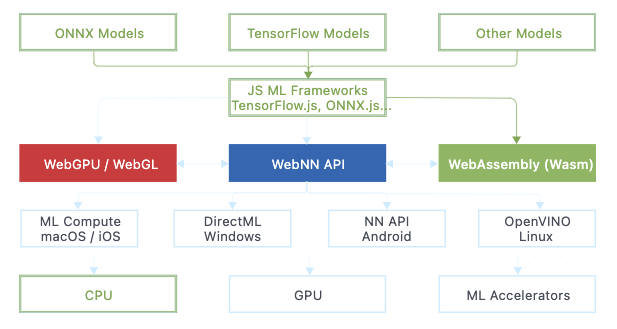 ONNX Models
TensorFlow Models
Other Models
JS ML Frameworks
TensorFlow.js, ONNX.js...
WebGPU / WebGL
WebNN API
WebAssembly (Wasm)
ML Compute
macOS / iOS
DirectML
Windows
NN API
Android
OpenVINO
Linux
CPU
GPU
ML Accelerators